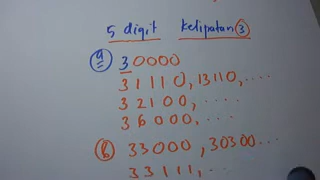 5 digit kelipatan 3
a 30000
31110, 13110, ....
32100, ....
36000, ....
b 33000, 30300...
33111, ...